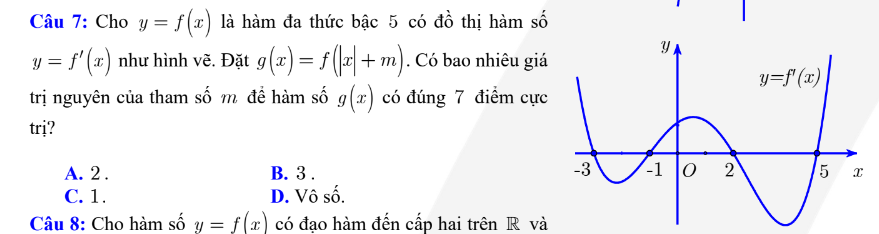 Câu 7: Cho y = f(x) là hàm đa thức bậc 5 có đồ thị hàm số
y = f'(x) như hình vẽ. Đặt g(x) = f(|x| + m). Có bao nhiêu giá
trị nguyên của tham số m để hàm số g(x) có đúng 7 điểm cực
trị?
A. 2.
B. 3.
C. 1.
D. Vô số.
Câu 8: Cho hàm số y = f(x) có đạo hàm đến cấp hai trên ℝ và
y
y=f'(x)
-3 -1 O 2 5 x